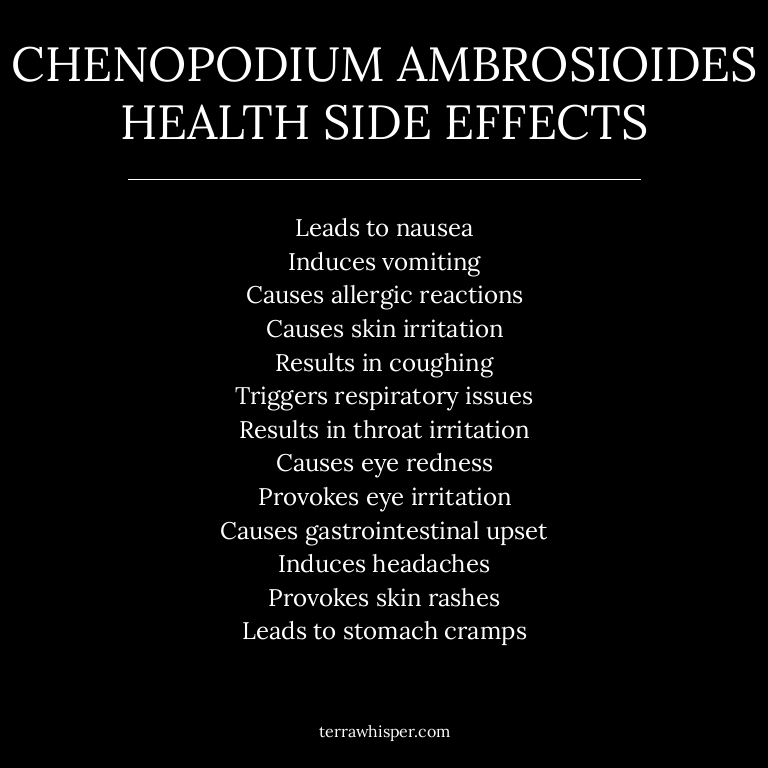 CHENOPODIUM AMBROSIOIDES
HEALTH SIDE EFFECTS
Leads to nausea
Induces vomiting
Causes allergic reactions
Causes skin irritation
Results in coughing
Triggers respiratory issues
Results in throat irritation
Causes eye redness
Provokes eye irritation
Causes gastrointestinal upset
Induces headaches
Provokes skin rashes
Leads to stomach cramps
terrawhisper.com